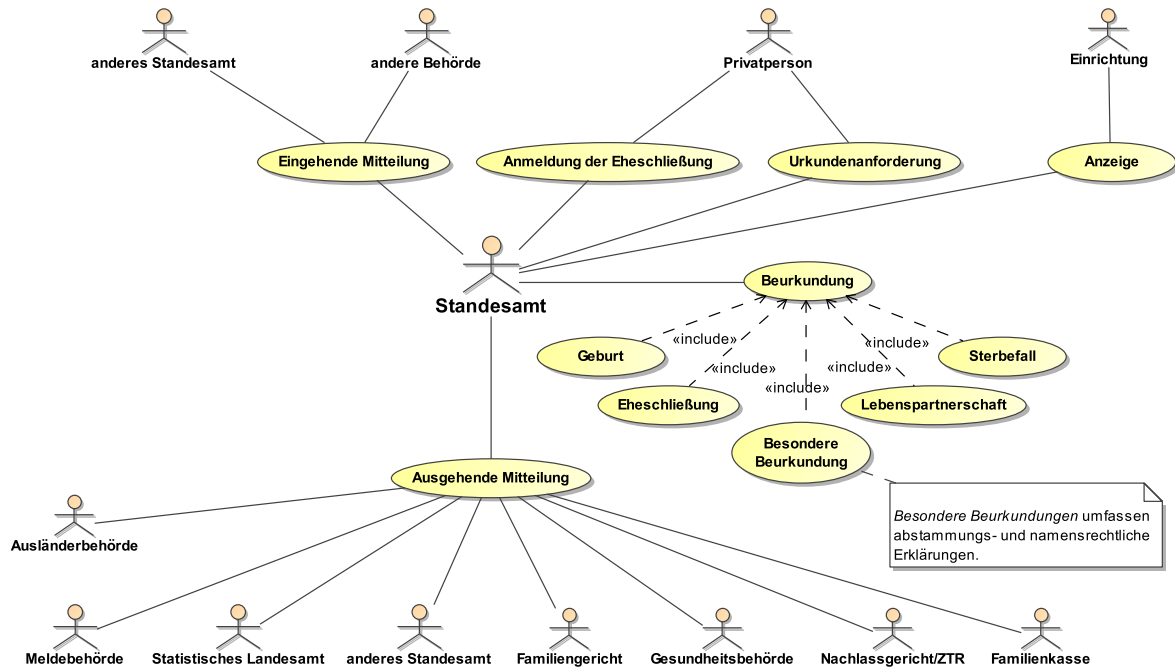 anderes Standesamt
andere Behörde
Privatperson
Einrichtung
Eingehende Mitteilung
Anmeldung der Eheschließung
Urkundenanforderung
Anzeige
Standesamt
Beurkundung
«include»
«include»
«include»
«include»
«include»
Geburt
Sterbefall
Eheschließung
Lebenspartnerschaft
Besondere
Beurkundung
Ausgehende Mitteilung
Besondere Beurkundungen umfassen
abstammungs- und namensrechtliche
Erklärungen.
Ausländerbehörde
Meldebehörde
Statistisches Landesamt
anderes Standesamt
Familiengericht
Gesundheitsbehörde
Nachlassgericht/ZTR
Familienkasse